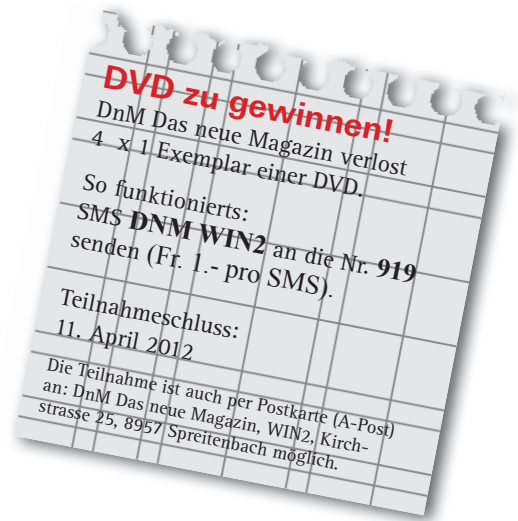 DVD zu gewinnen!
DnM Das neue Magazin verlost
4 x 1 Exemplar einer DVD.
So funktionierts:
SMS DNM WIN2 an die Nr. 919
senden (Fr. 1.- pro SMS).
Teilnahmeschluss:
11. April 2012
Die Teilnahme ist auch per Postkarte (A-Post)
an: DnM Das neue Magazin, WIN2, Kirch-
strasse 25, 8957 Spreitenbach möglich.